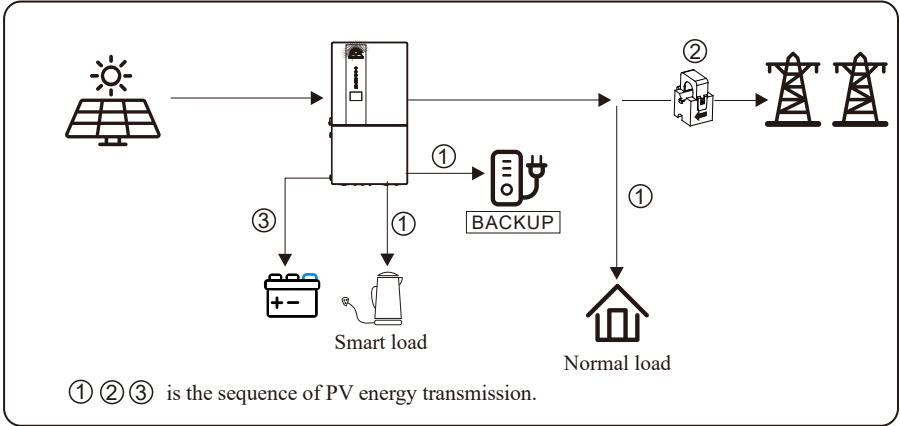 ②
①
BACKUP
③
①
①
+ −
Smart load
Normal load
① ② ③ is the sequence of PV energy transmission.